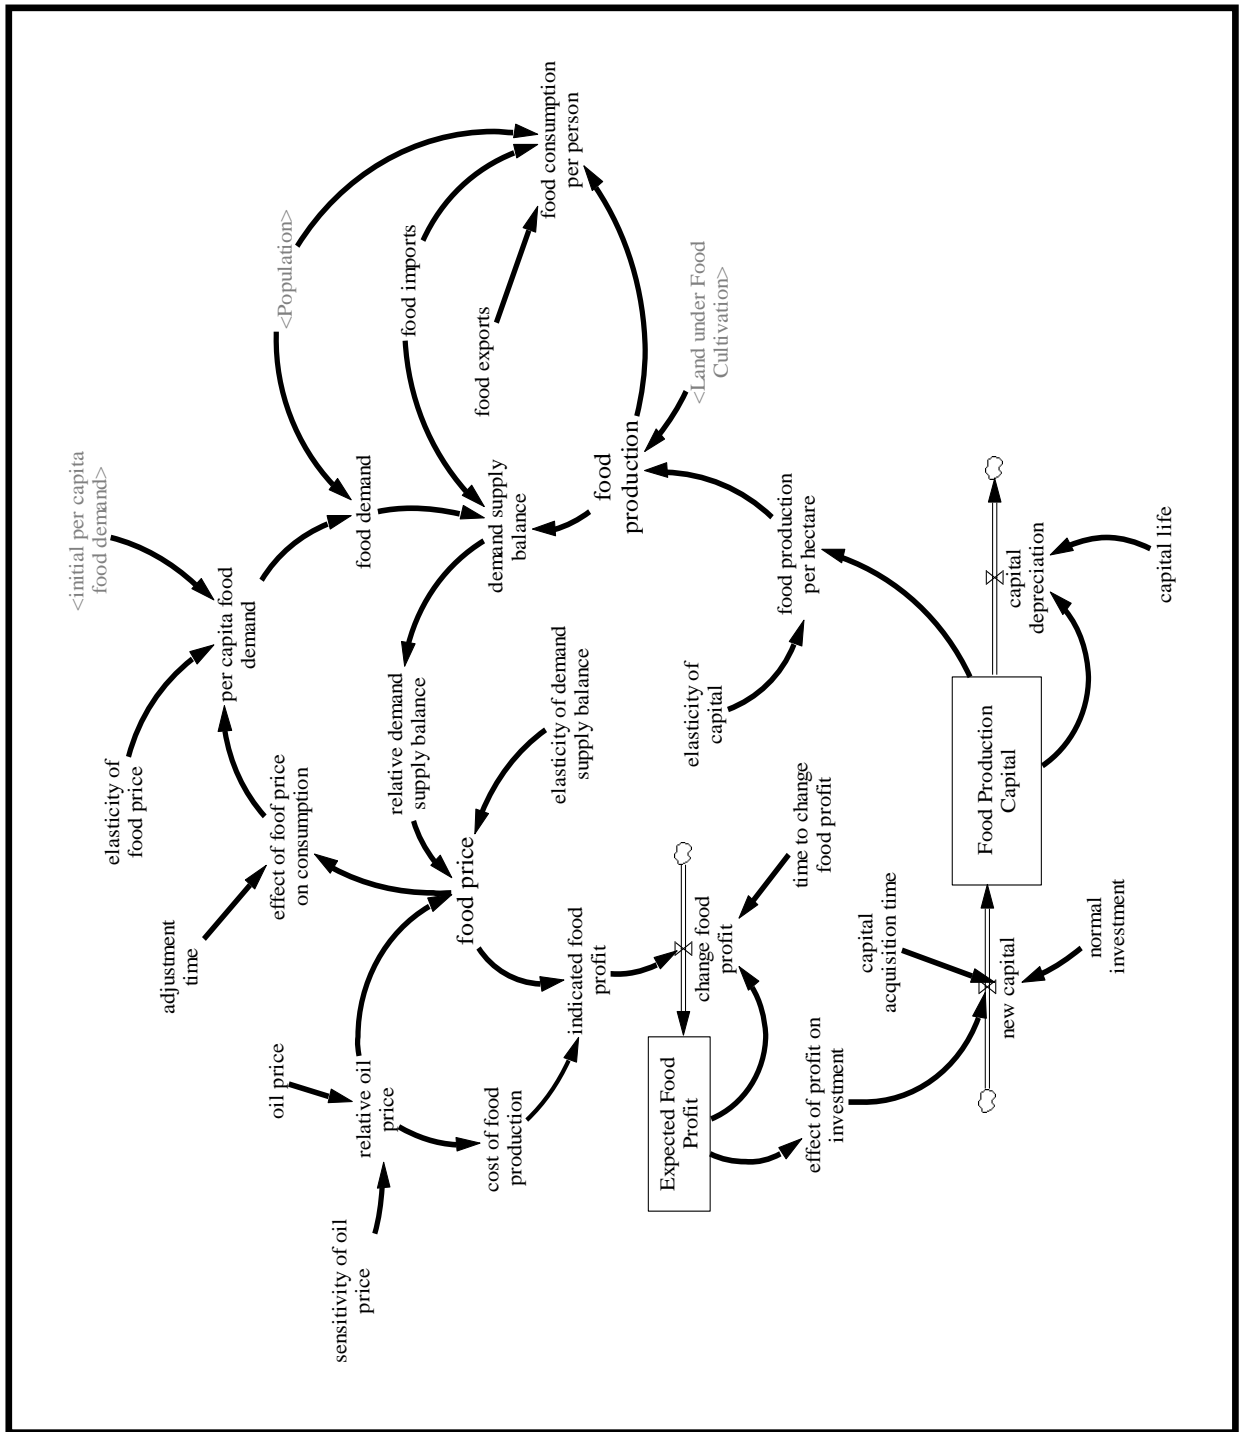 <initial per capita
food demand>
elasticity of
food price
adjustment
time
effect of foof price
on consumption
per capita food
demand
<Population>
oil price
sensitivity of oil
price
relative oil
price
relative demand
supply balance
food demand
food imports
food price
food exports
demand supply
balance
food consumption
per person
cost of food
production
indicated food
profit
elasticity of demand
supply balance
food
production
<Land under Food
Cultivation>
Expected Food
Profit
change food
profit
time to change
food profit
elasticity of
capital
food production
per hectare
effect of profit on
investment
capital
acquisition time
new capital
normal
investment
Food Production
Capital
capital
depreciation
capital life